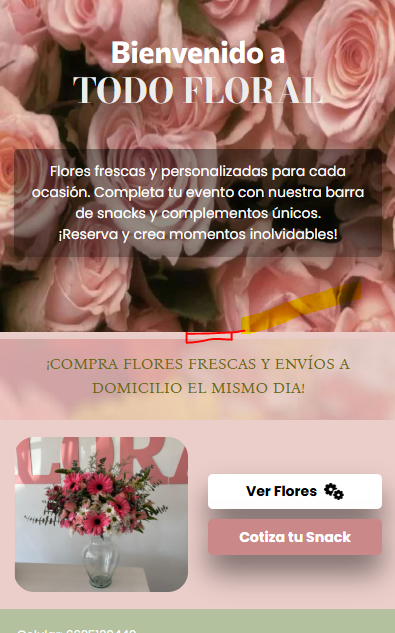 Bienvenido a
TODO FLORAL
Flores frescas y personalizadas para cada
ocasión. Completa tu evento con nuestra barra
de snacks y complementos únicos.
¡Reserva y crea momentos inolvidables!
¡COMPRA FLORES FRESCAS Y ENVÍOS A
DOMICILIO EL MISMO DIA!
Ver Flores
Cotiza tu Snack